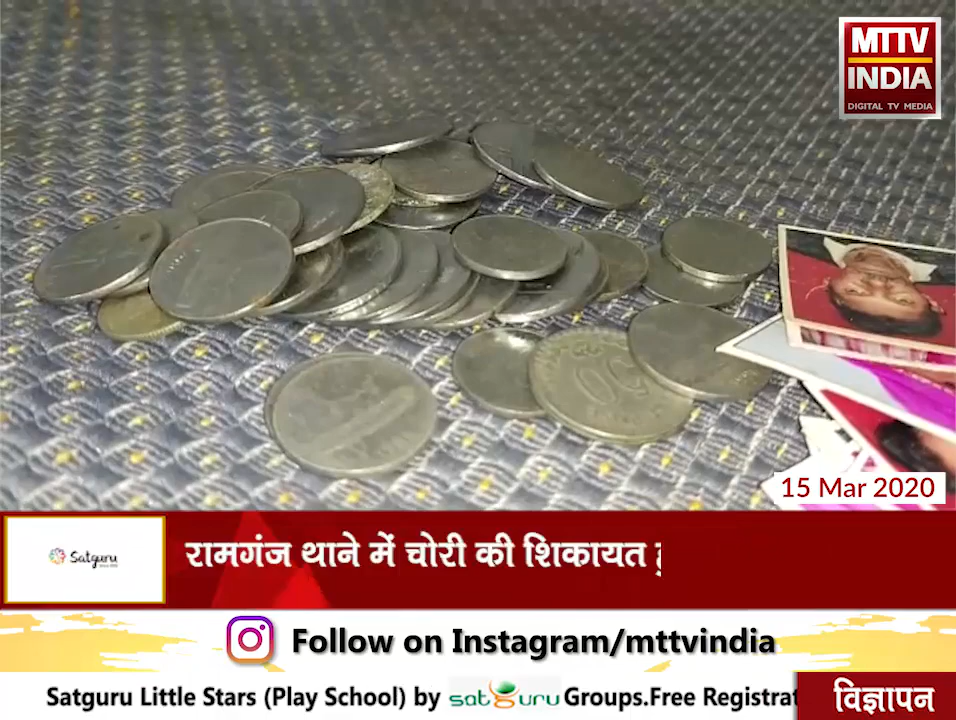 MTTV
INDIA
DIGITAL TV MEDIA
50
15 Mar 2020
Satguru
रामगंज थाने में चोरी की शिकायत
Follow on Instagram/mttvindia
Satguru Little Stars (Play School) by satguru Groups.Free Registrat
विज्ञापन